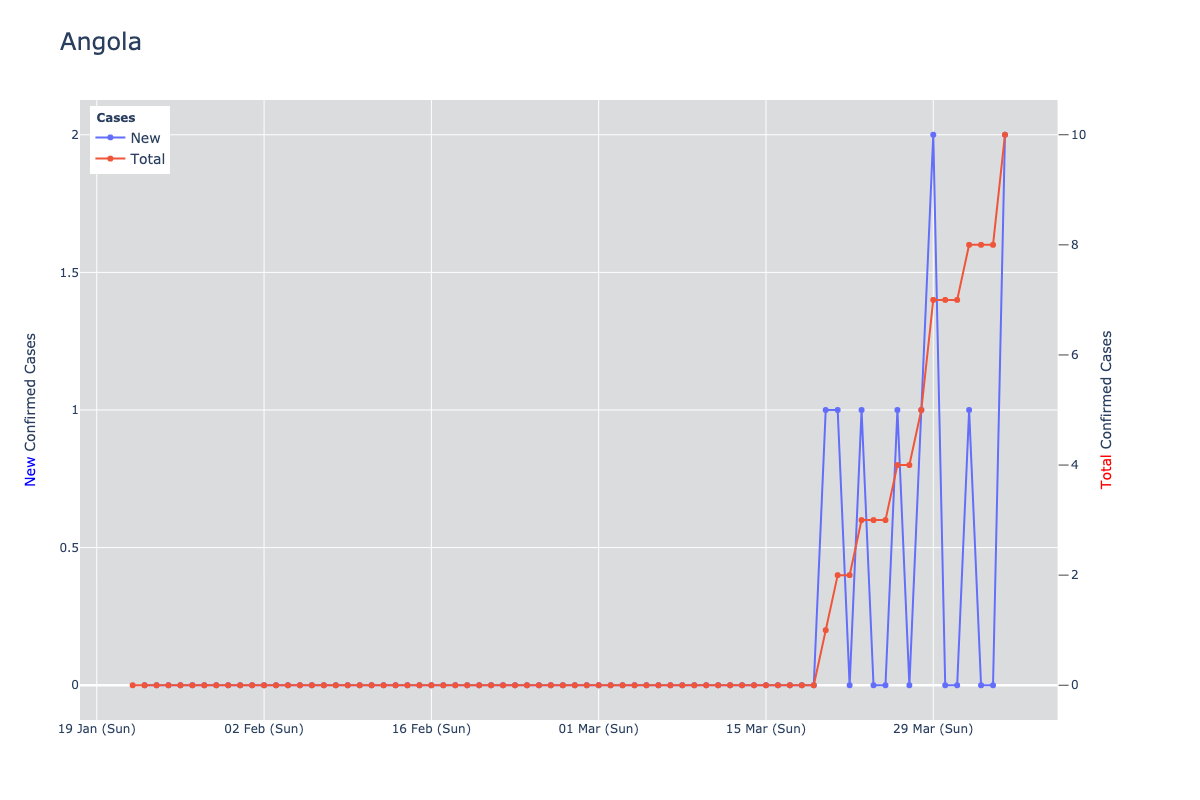 Angola
Cases
New
Total
2
1.5
1
0.5
0
10
8
6
4
2
0
New Confirmed Cases
Total Confirmed Cases
19 Jan (Sun)
02 Feb (Sun)
16 Feb (Sun)
01 Mar (Sun)
15 Mar (Sun)
29 Mar (Sun)